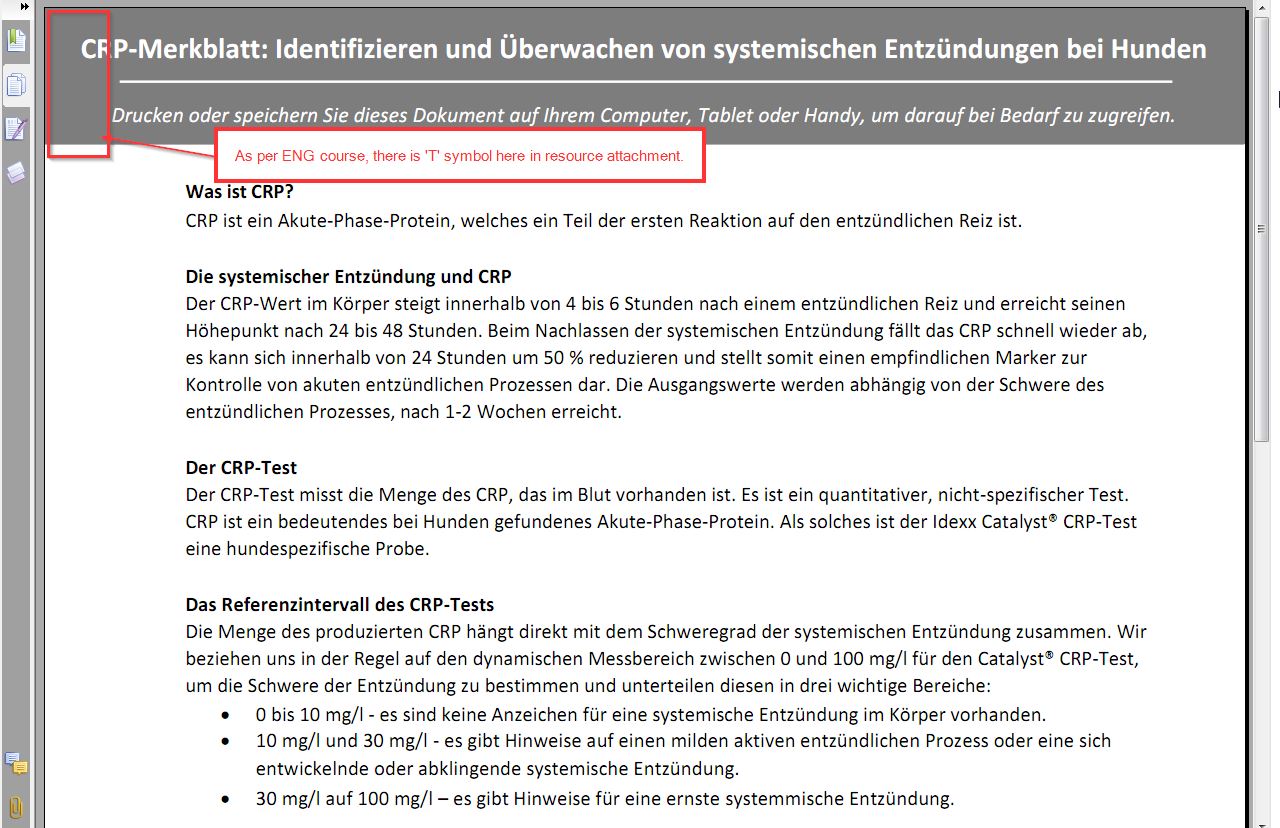 CRP-Merkblatt: Identifizieren und Überwachen von systemischen Entzündungen bei Hunden
Drucken oder speichern Sie dieses Dokument auf Ihrem Computer, Tablet oder Handy, um darauf bei Bedarf zu zugreifen.
As per ENG course, there is 'T' symbol here in resource attachment.
Was ist CRP?
CRP ist ein Akute-Phase-Protein, welches ein Teil der ersten Reaktion auf den entzündlichen Reiz ist.
Die systemischer Entzündung und CRP
Der CRP-Wert im Körper steigt innerhalb von 4 bis 6 Stunden nach einem entzündlichen Reiz und erreicht seinen
Höhepunkt nach 24 bis 48 Stunden. Beim Nachlassen der systemischen Entzündung fällt das CRP schnell wieder ab,
es kann sich innerhalb von 24 Stunden um 50 % reduzieren und stellt somit einen empfindlichen Marker zur
Kontrolle von akuten entzündlichen Prozessen dar. Die Ausgangswerte werden abhängig von der Schwere des
entzündlichen Prozesses, nach 1-2 Wochen erreicht.
Der CRP-Test
Der CRP-Test misst die Menge des CRP, das im Blut vorhanden ist. Es ist ein quantitativer, nicht-spezifischer Test.
CRP ist ein bedeutendes bei Hunden gefundenes Akute-Phase-Protein. Als solches ist der Idexx Catalyst® CRP-Test
eine hundespezifische Probe.
Das Referenzintervall des CRP-Tests
Die Menge des produzierten CRP hängt direkt mit dem Schweregrad der systemischen Entzündung zusammen. Wir
beziehen uns in der Regel auf den dynamischen Messbereich zwischen 0 und 100 mg/l für den Catalyst® CRP-Test,
um die Schwere der Entzündung zu bestimmen und unterteilen diesen in drei wichtige Bereiche:
• 0 bis 10 mg/l - es sind keine Anzeichen für eine systemische Entzündung im Körper vorhanden.
• 10 mg/l und 30 mg/l - es gibt Hinweise auf einen milden aktiven entzündlichen Prozess oder eine sich
entwickelnde oder abklingende systemische Entzündung.
• 30 mg/l auf 100 mg/l – es gibt Hinweise für eine ernste systemmische Entzündung.